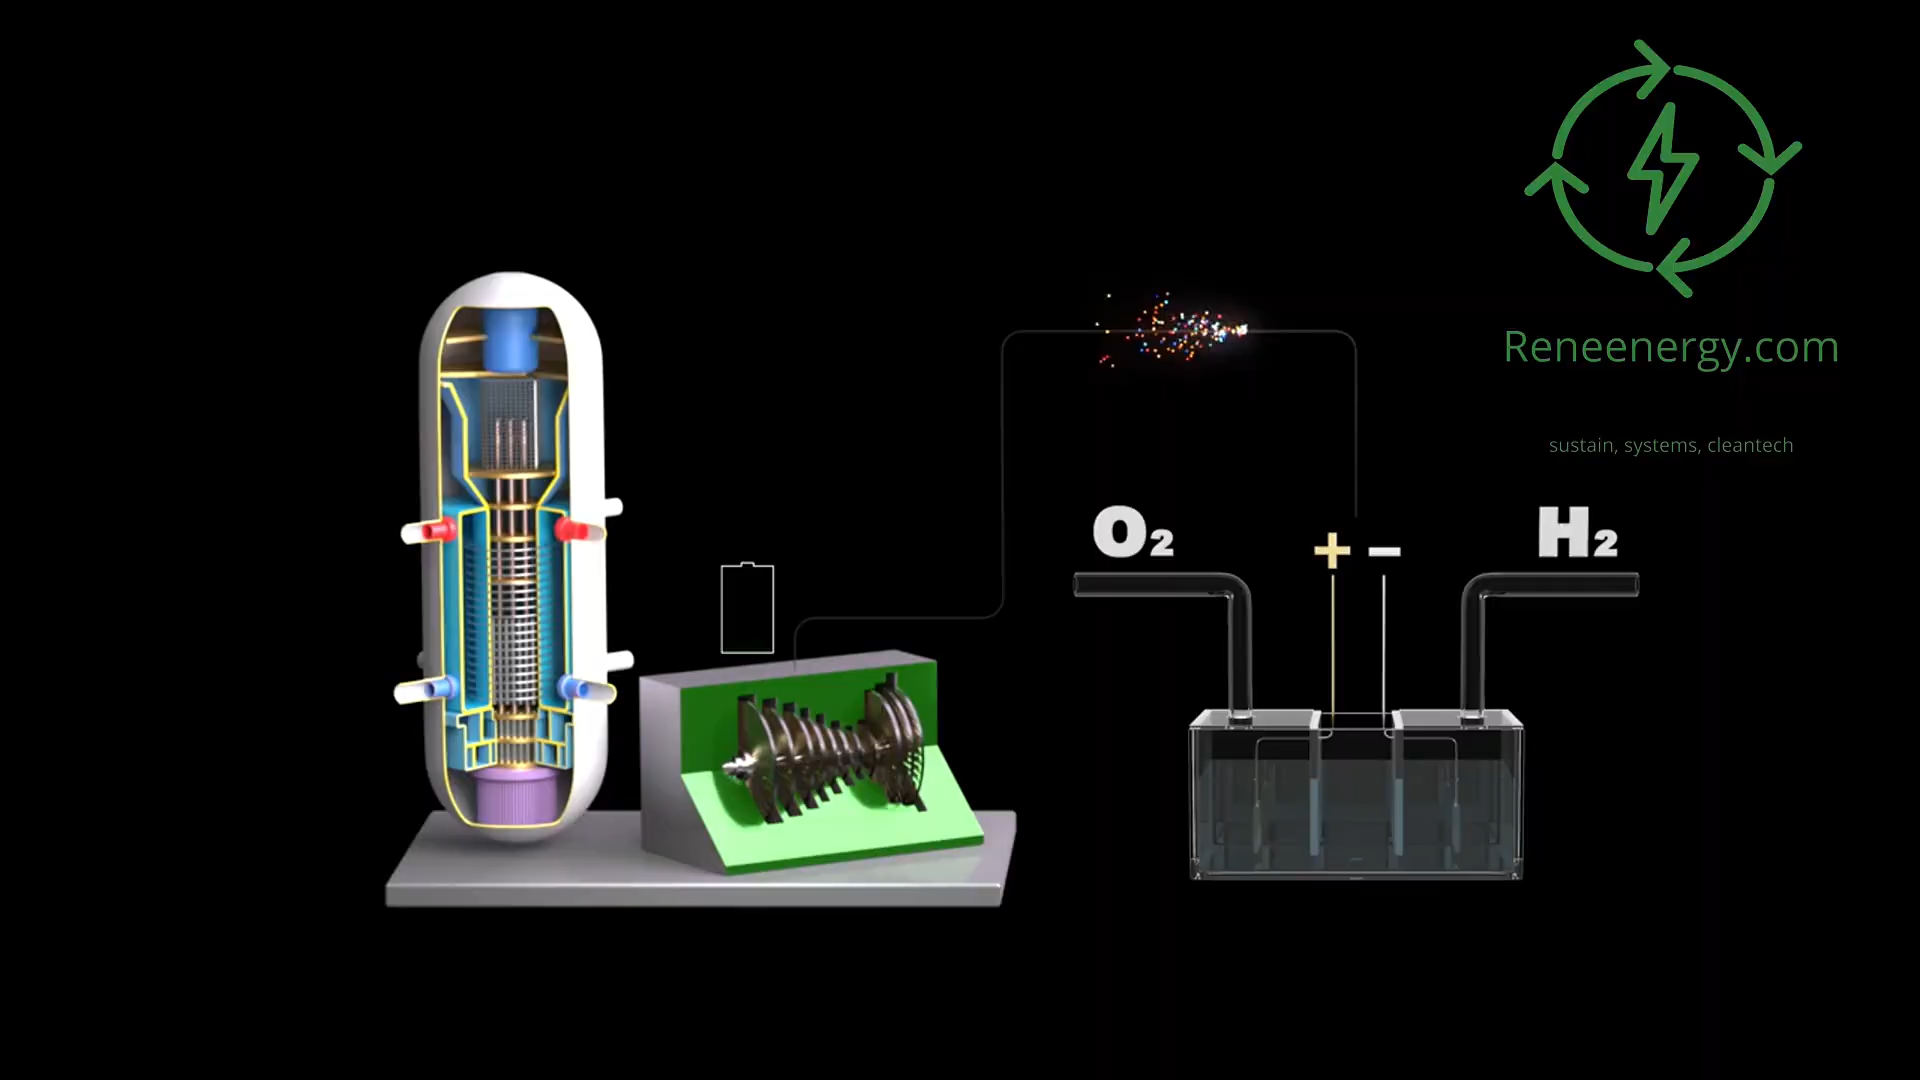 Reneenergy.com
sustain, systems, cleantech
O₂
+ −
H₂